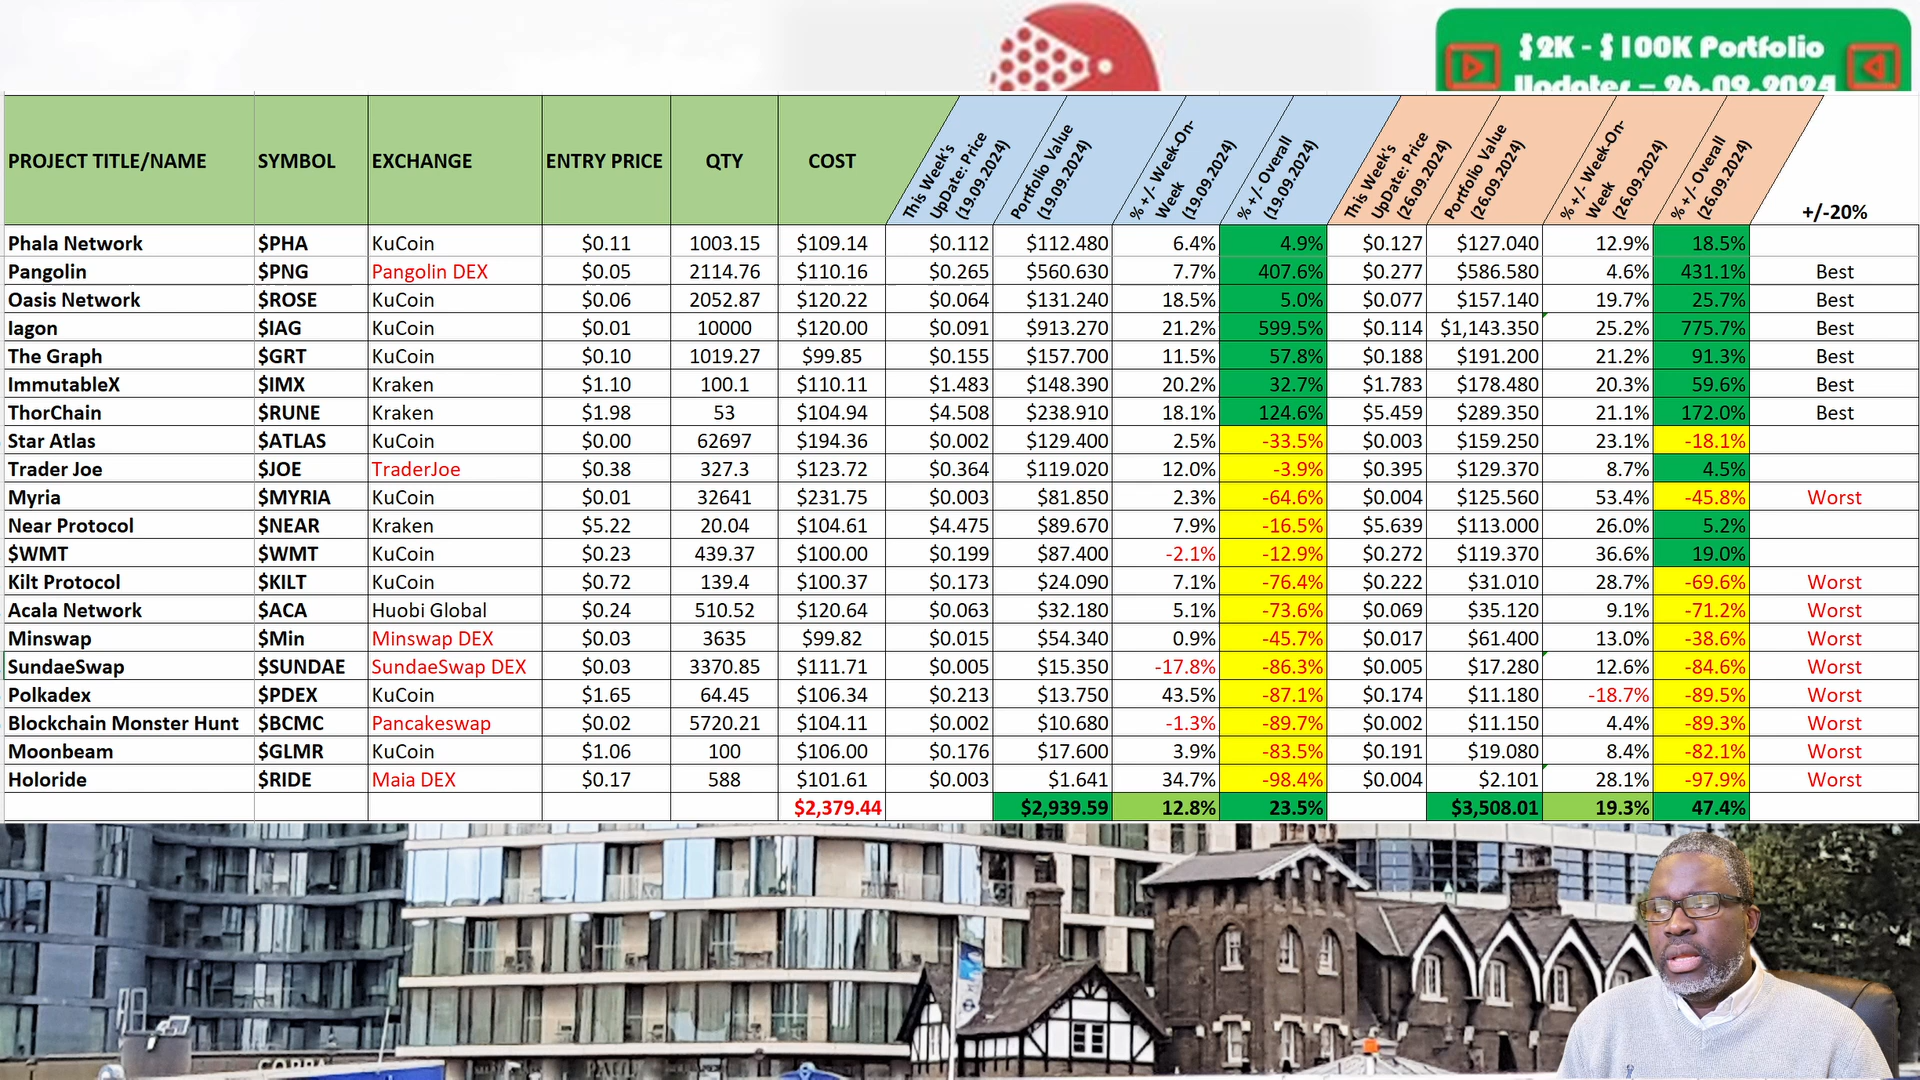 $2K - $100K Portfolio
Updates – 26.09.2024
PROJECT TITLE/NAME SYMBOL EXCHANGE ENTRY PRICE QTY COST This Week's UpDate: Price (19.09.2024) Portfolio Value (19.09.2024) % +/- Week-On-Week (19.09.2024) % +/- Overall (19.09.2024) This Week's UpDate: Price (26.09.2024) Portfolio Value (26.09.2024) % +/- Week-On-Week (26.09.2024) % +/- Overall (26.09.2024) +/-20%
Phala Network $PHA KuCoin $0.11 1003.15 $109.14 $0.112 $112.480 6.4% 4.9% $0.127 $127.040 12.9% 18.5%
Pangolin $PNG Pangolin DEX $0.05 2114.76 $110.16 $0.265 $560.630 7.7% 407.6% $0.277 $586.580 4.6% 431.1% Best
Oasis Network $ROSE KuCoin $0.06 2052.87 $120.22 $0.064 $131.240 18.5% 5.0% $0.077 $157.140 19.7% 25.7% Best
Iagon $IAG KuCoin $0.01 10000 $120.00 $0.091 $913.270 21.2% 599.5% $0.114 $1,143.350 25.2% 775.7% Best
The Graph $GRT KuCoin $0.10 1019.27 $99.85 $0.155 $157.700 11.5% 57.8% $0.188 $191.200 21.2% 91.3% Best
ImmutableX $IMX Kraken $1.10 100.1 $110.11 $1.483 $148.390 20.2% 32.7% $1.783 $178.480 20.3% 59.6% Best
ThorChain $RUNE Kraken $1.98 53 $104.94 $4.508 $238.910 18.1% 124.6% $5.459 $289.350 21.1% 172.0% Best
Star Atlas $ATLAS KuCoin $0.00 62697 $194.36 $0.002 $129.400 2.5% -33.5% $0.003 $159.250 23.1% -18.1%
Trader Joe $JOE TraderJoe $0.38 327.3 $123.72 $0.364 $119.020 12.0% -3.9% $0.395 $129.370 8.7% 4.5%
Myria $MYRIA KuCoin $0.01 32641 $231.75 $0.003 $81.850 2.3% -64.6% $0.004 $125.560 53.4% -45.8% Worst
Near Protocol $NEAR Kraken $5.22 20.04 $104.61 $4.475 $89.670 7.9% -16.5% $5.639 $113.000 26.0% 5.2%
$WMT $WMT KuCoin $0.23 439.37 $100.00 $0.199 $87.400 -2.1% -12.9% $0.272 $119.370 36.6% 19.0%
Kilt Protocol $KILT KuCoin $0.72 139.4 $100.37 $0.173 $24.090 7.1% -76.4% $0.222 $31.010 28.7% -69.6% Worst
Acala Network $ACA Huobi Global $0.24 510.52 $120.64 $0.063 $32.180 5.1% -73.6% $0.069 $35.120 9.1% -71.2% Worst
Minswap $Min Minswap DEX $0.03 3635 $99.82 $0.015 $54.340 0.9% -45.7% $0.017 $61.400 13.0% -38.6% Worst
SundaeSwap $SUNDAE SundaeSwap DEX $0.03 3370.85 $111.71 $0.005 $15.350 -17.8% -86.3% $0.005 $17.280 12.6% -84.6% Worst
Polkadex $PDEX KuCoin $1.65 64.45 $106.34 $0.213 $13.750 43.5% -87.1% $0.174 $11.180 -18.7% -89.5% Worst
Blockchain Monster Hunt $BCMC Pancakeswap $0.02 5720.21 $104.11 $0.002 $10.680 -1.3% -89.7% $0.002 $11.150 4.4% -89.3% Worst
Moonbeam $GLMR KuCoin $1.06 100 $106.00 $0.176 $17.600 3.9% -83.5% $0.191 $19.080 8.4% -82.1% Worst
Holoride $RIDE Maia DEX $0.17 588 $101.61 $0.003 $1.641 34.7% -98.4% $0.004 $2.101 28.1% -97.9% Worst
$2,379.44 $2,939.59 12.8% 23.5% $3,508.01 19.3% 47.4%